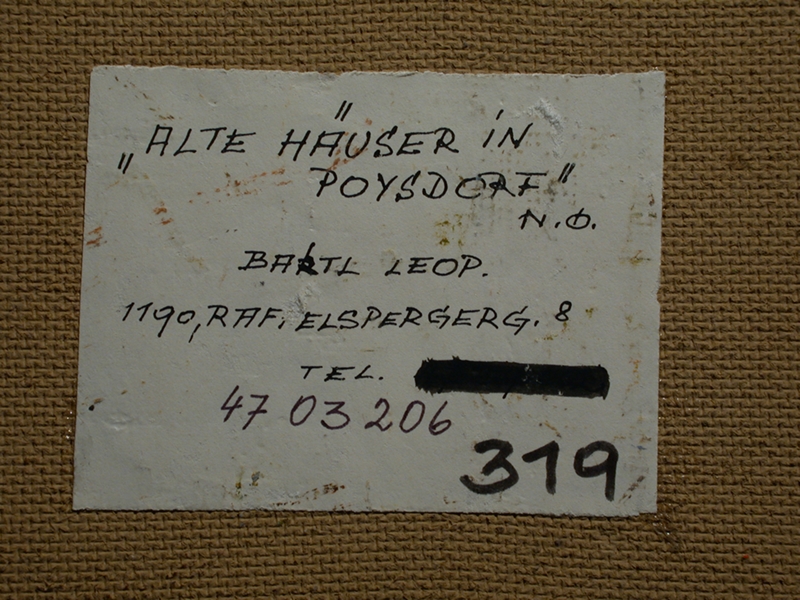 „ALTE HÄUSER IN
POYSDORF"
N.Ö.
BARTL LEOP.
1190, RAF. ELSPERGERG. 8
TEL.
47 03 206
319